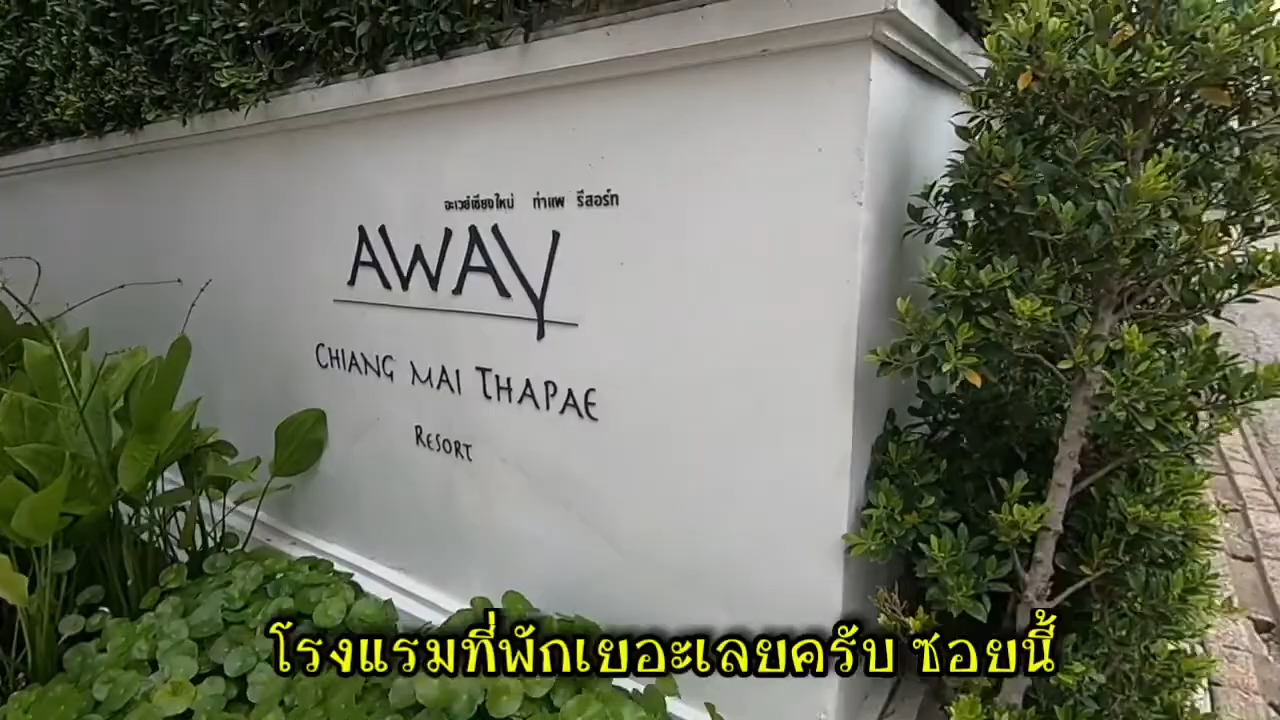 อะเวย์เชียงใหม่ ท่าแพ รีสอร์ท
AWAY
CHIANG MAI THAPAE
RESORT
โรงแรมที่พักเยอะเลยครับ ซอยนี้